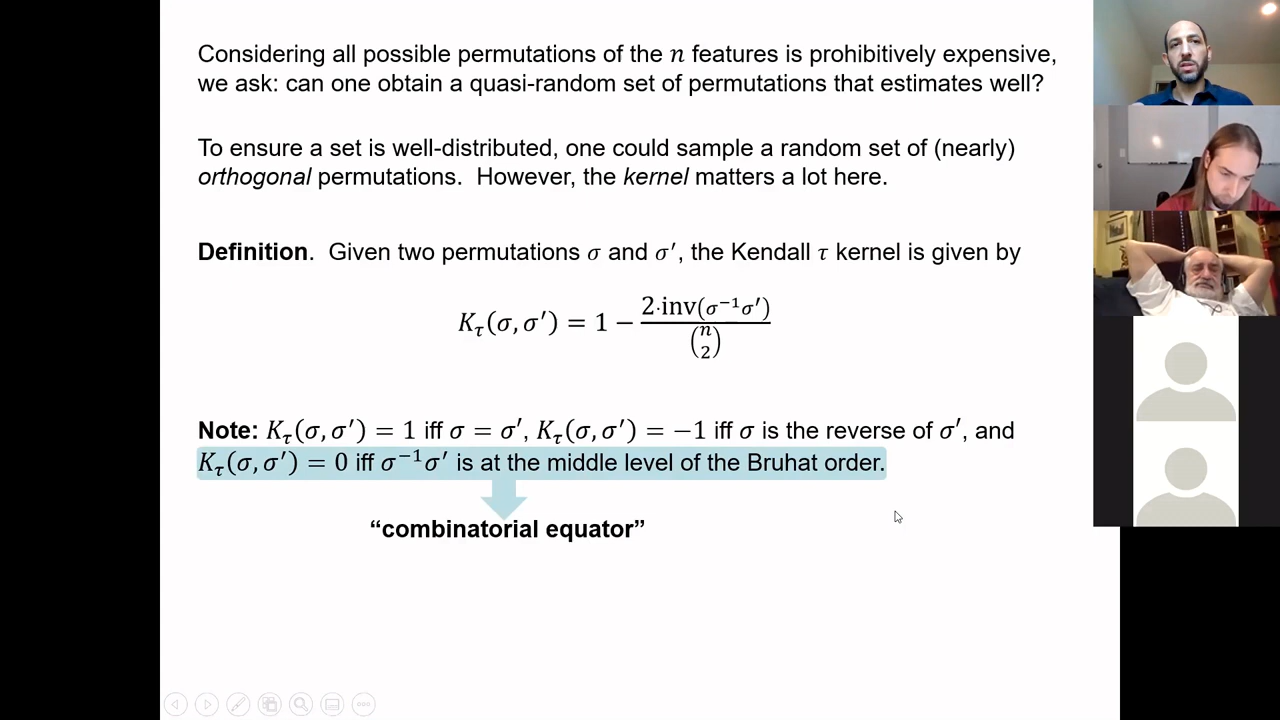 Considering all possible permutations of the n features is prohibitively expensive,
we ask: can one obtain a quasi-random set of permutations that estimates well?
To ensure a set is well-distributed, one could sample a random set of (nearly)
orthogonal permutations. However, the kernel matters a lot here.
Definition. Given two permutations σ and σ′, the Kendall τ kernel is given by
K_τ(σ, σ′) = 1 − 2·inv(σ⁻¹σ′) / (n 2)
Note: K_τ(σ, σ′) = 1 iff σ = σ′, K_τ(σ, σ′) = −1 iff σ is the reverse of σ′, and
K_τ(σ, σ′) = 0 iff σ⁻¹σ′ is at the middle level of the Bruhat order.
“combinatorial equator”